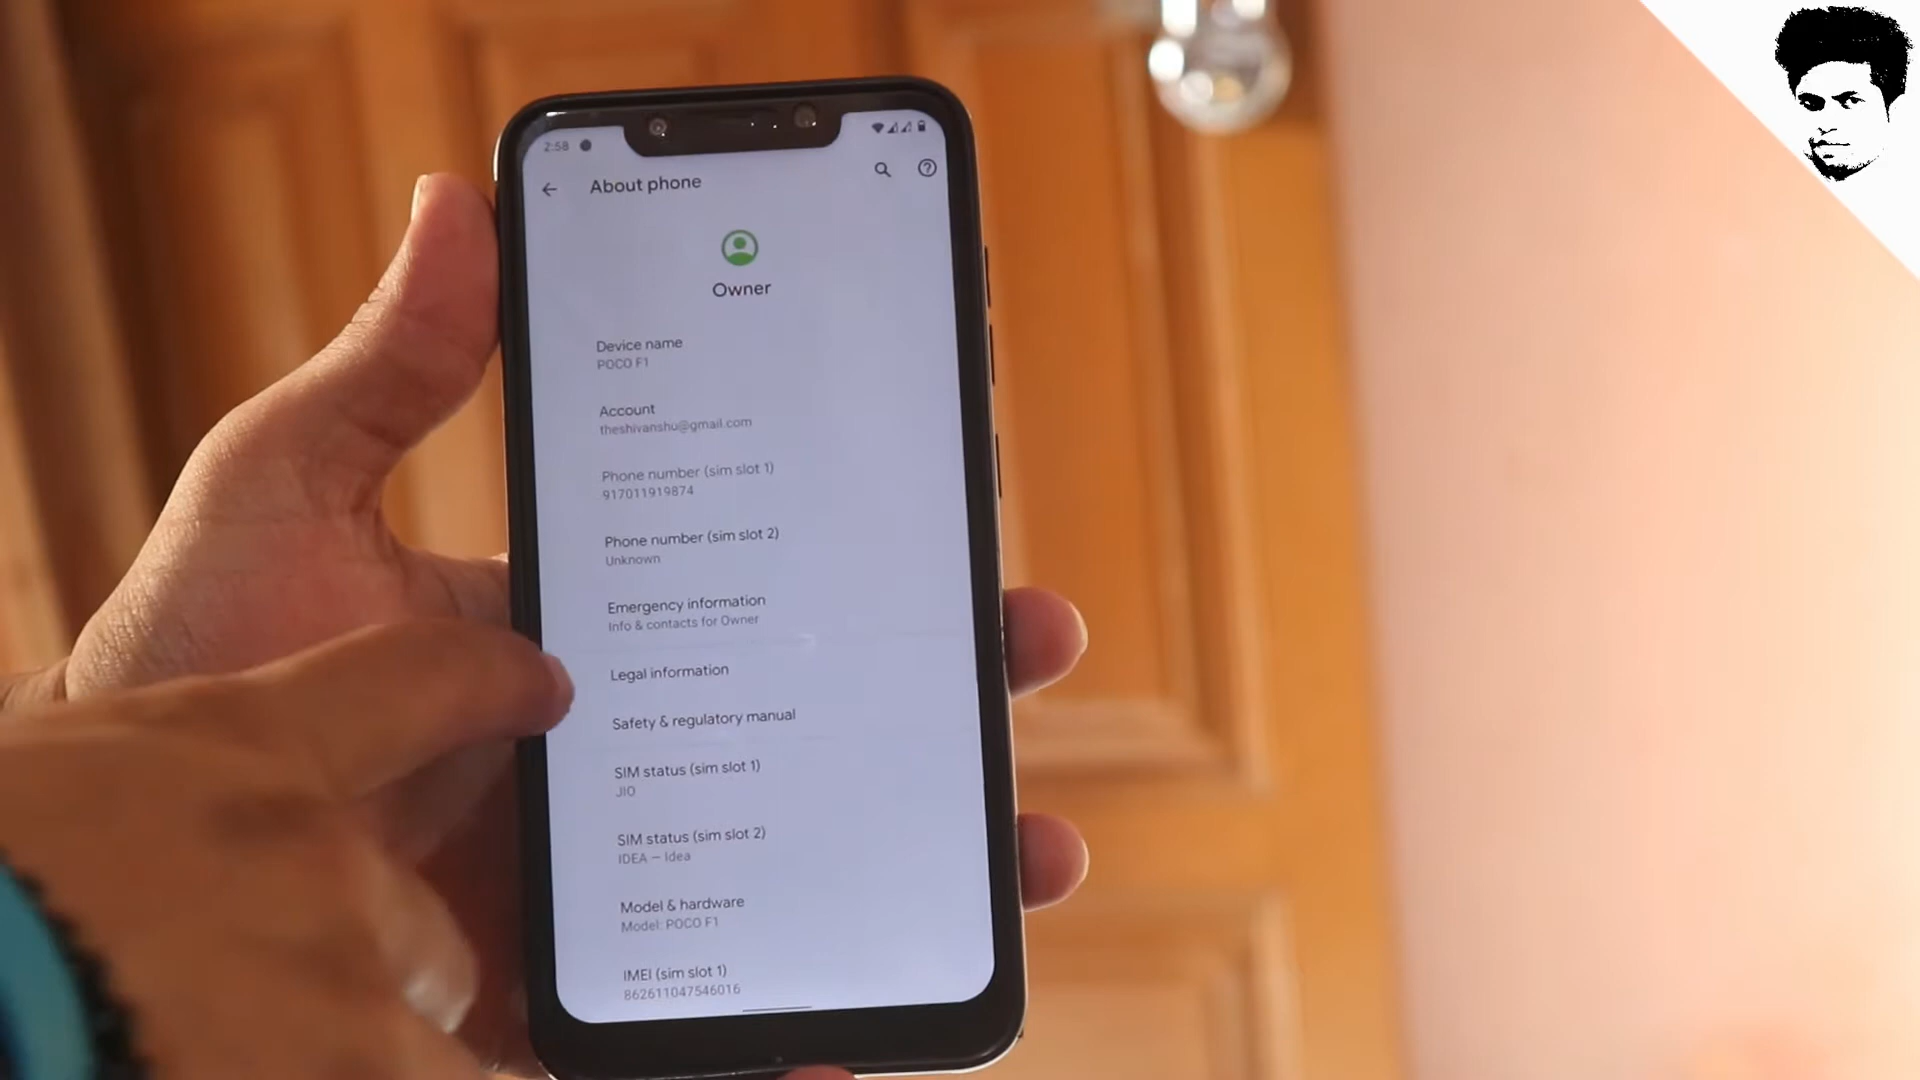 2:58
About phone
Owner
Device name
POCO F1
Account
theshivanshu@gmail.com
Phone number (sim slot 1)
917011919874
Phone number (sim slot 2)
Unknown
Emergency information
Info & contacts for Owner
Legal information
Safety & regulatory manual
SIM status (sim slot 1)
JIO
SIM status (sim slot 2)
IDEA — Idea
Model & hardware
Model: POCO F1
IMEI (sim slot 1)
862611047546016